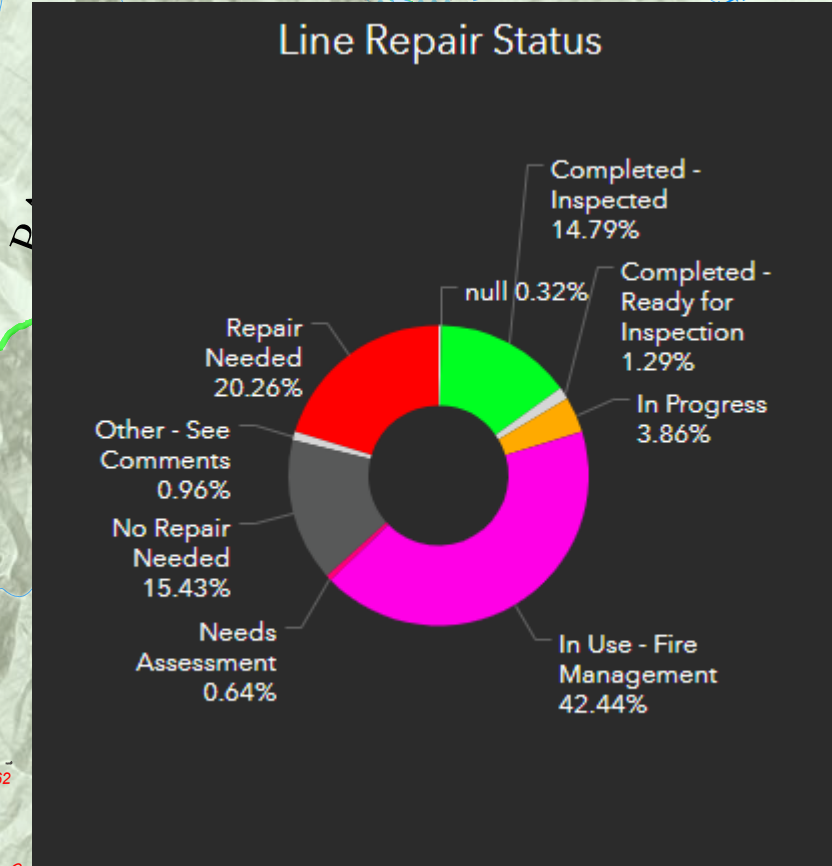 Line Repair Status
Completed -
Inspected
14.79%
null 0.32%
Completed -
Ready for
Inspection
1.29%
In Progress
3.86%
In Use - Fire
Management
42.44%
Needs
Assessment
0.64%
No Repair
Needed
15.43%
Other - See
Comments
0.96%
Repair
Needed
20.26%